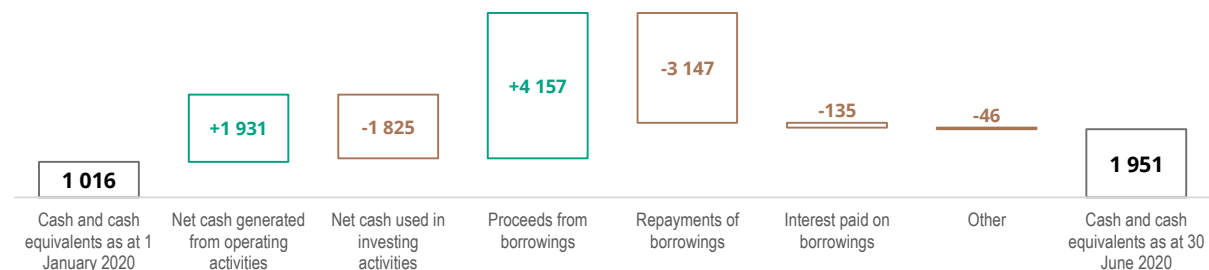 +4 157
-3 147
+1 931
-1 825
-135
-46
1 016
1 951
Cash and cash
equivalents as at 1
January 2020
Net cash generated
from operating
activities
Net cash used in
investing
activities
Proceeds from
borrowings
Repayments of
borrowings
Interest paid on
borrowings
Other
Cash and cash
equivalents as at 30
June 2020